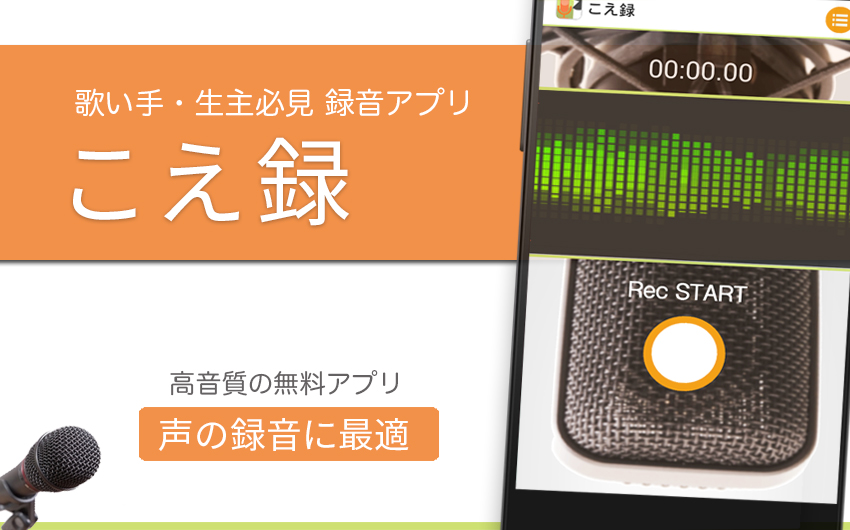 歌い手・生主必見 録音アプリ
こえ録
高音質の無料アプリ
声の録音に最適
こえ録
00:00.00
Rec START